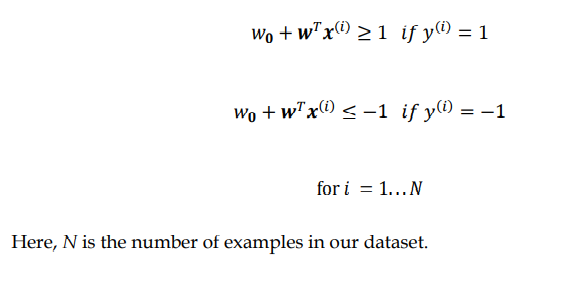 w₀ + wᵀx⁽ⁱ⁾ ≥ 1 if y⁽ⁱ⁾ = 1
w₀ + wᵀx⁽ⁱ⁾ ≤ −1 if y⁽ⁱ⁾ = −1
for i = 1…N
Here, N is the number of examples in our dataset.